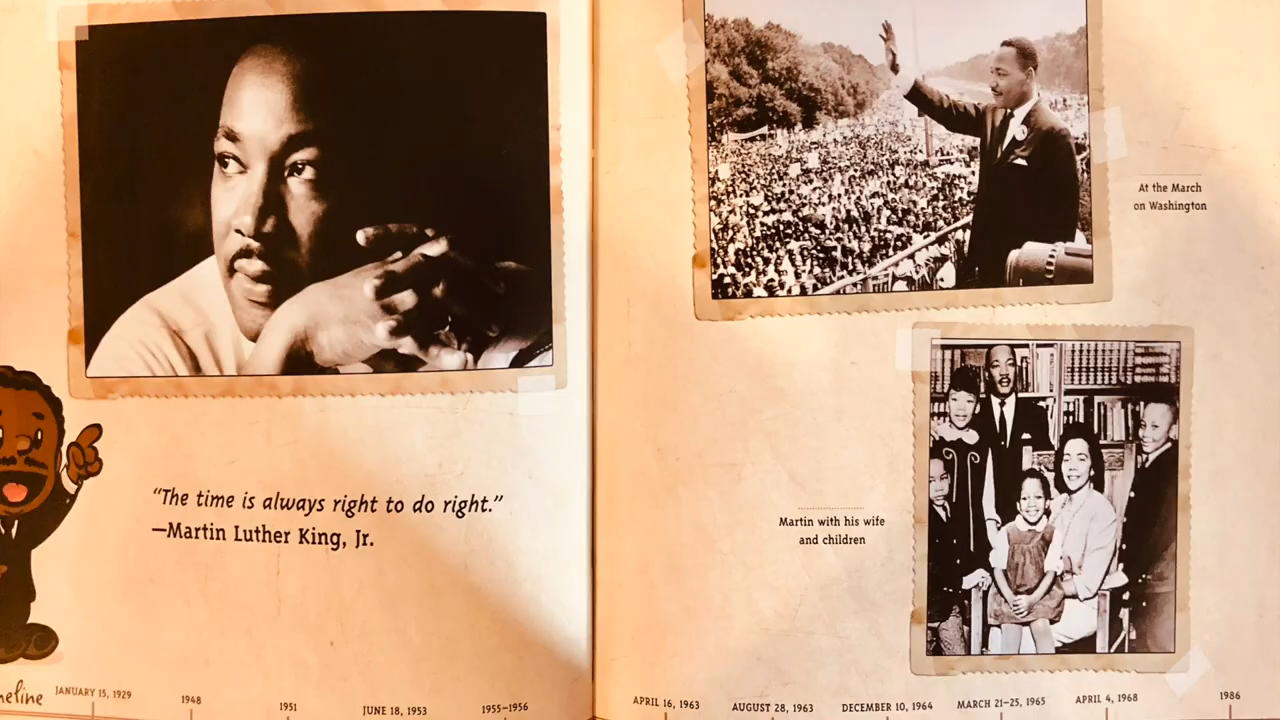 “The time is always right to do right.”
—Martin Luther King, Jr.
At the March
on Washington
Martin with his wife
and children
JANUARY 15, 1929
1948
1951
JUNE 18, 1953
1955–1956
APRIL 16, 1963
AUGUST 28, 1963
DECEMBER 10, 1964
MARCH 21–25, 1965
APRIL 4, 1968
1986